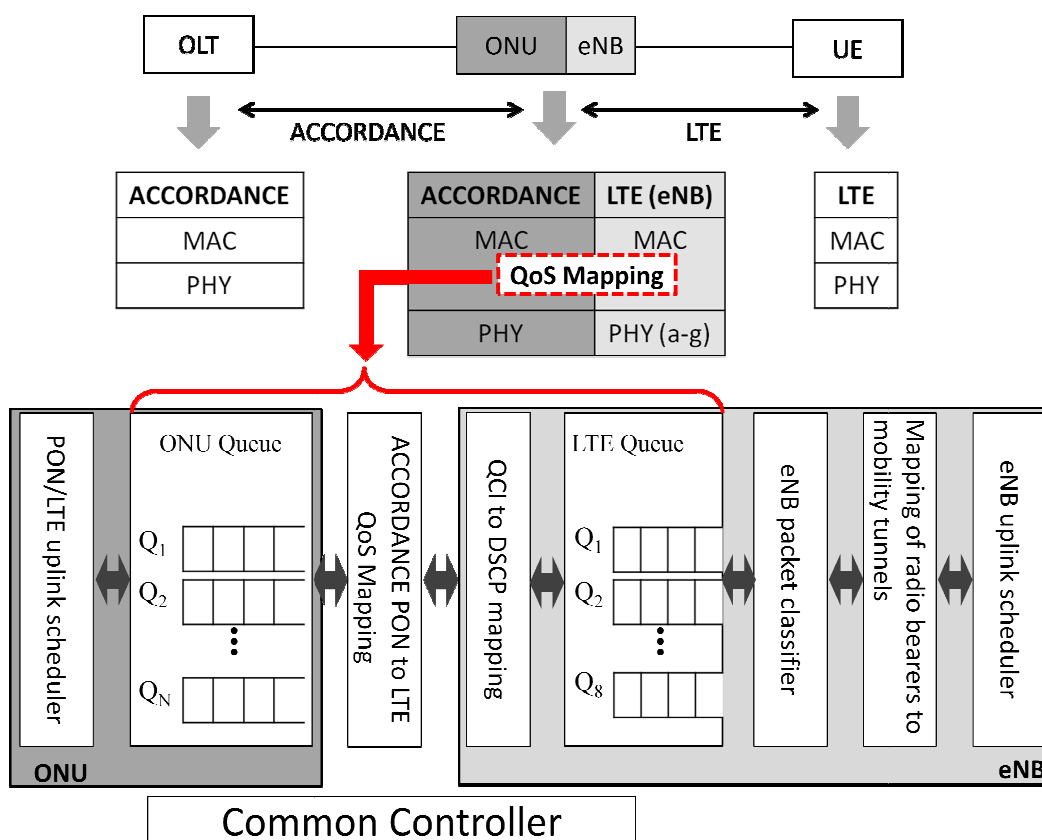 OLT
ONU
eNB
UE
ACCORDANCE
LTE
ACCORDANCE
MAC
PHY
ACCORDANCE
LTE (eNB)
MAC
MAC
QoS Mapping
PHY
PHY (a-g)
LTE
MAC
PHY
PON/LTE uplink scheduler
ONU Queue
Q1
Q2
QN
ONU
ACCORDANCE PON to LTE
QoS Mapping
QCI to DSCP mapping
LTE Queue
Q1
Q2
Q8
eNB packet classifier
Mapping of radio bearers to
mobility tunnels
eNB uplink scheduler
eNB
Common Controller